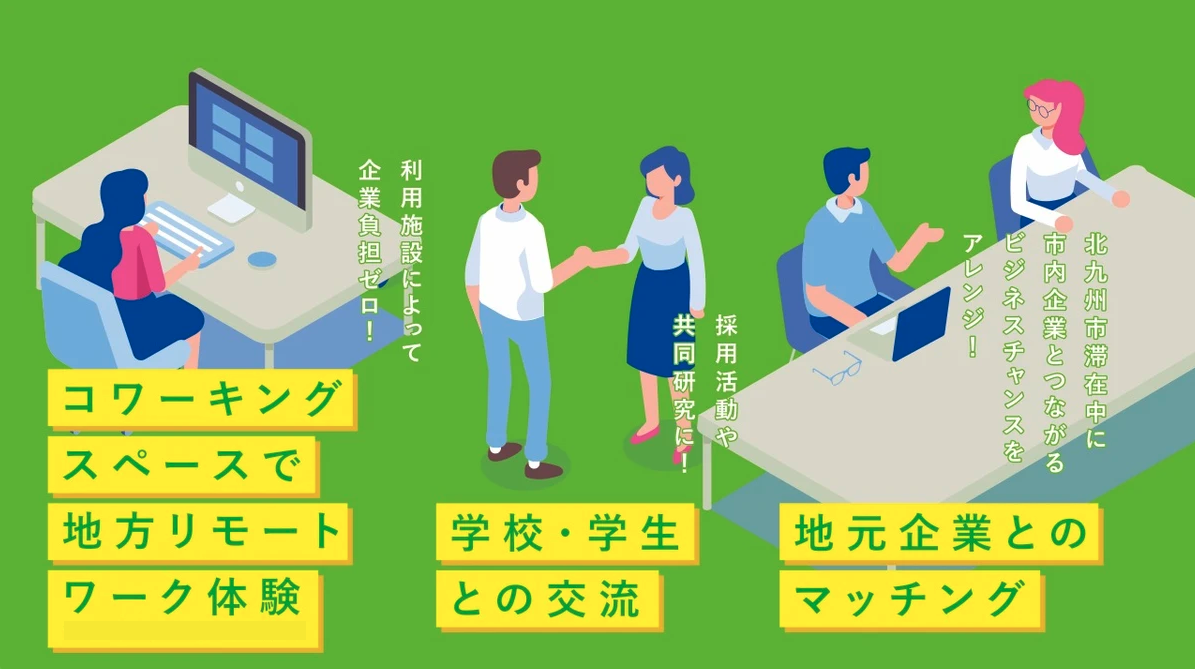 利用施設によって
企業負担ゼロ！
コワーキング
スペースで
地方リモート
ワーク体験
採用活動や
共同研究に！
学校・学生
との交流
北九州市滞在中に
市内企業とつながる
ビジネスチャンスを
アレンジ！
地元企業との
マッチング